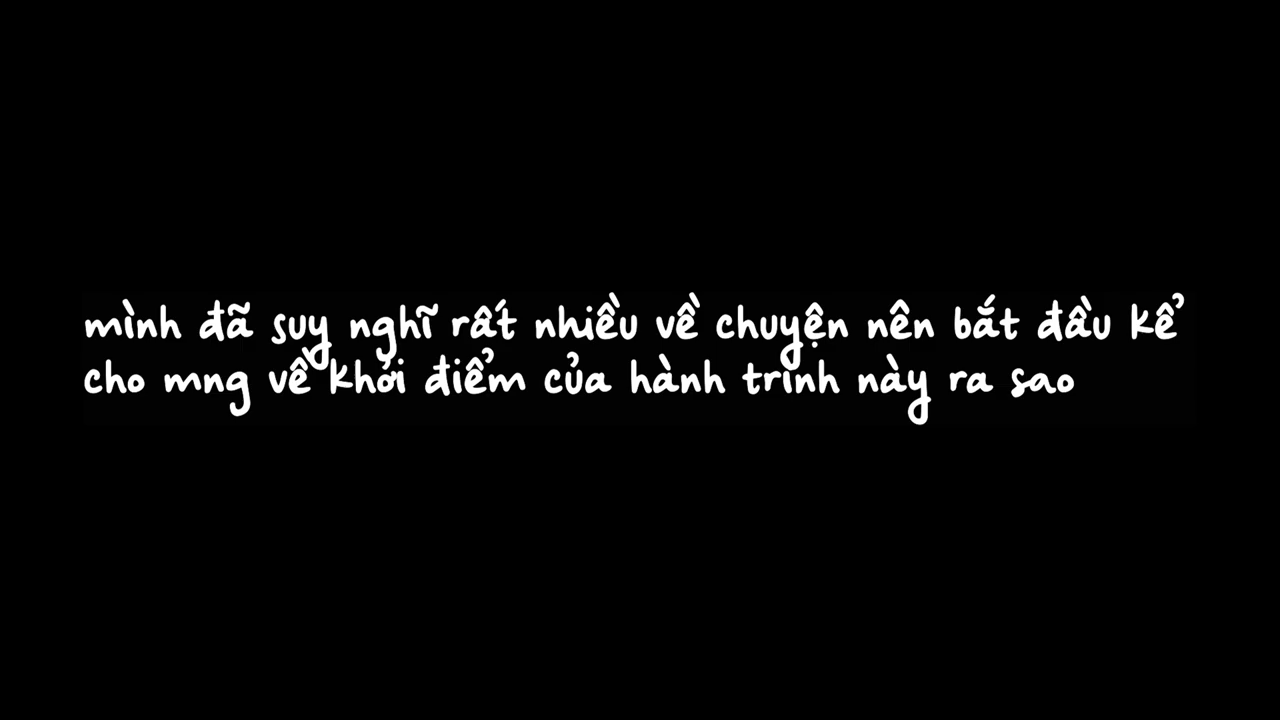 mình đã suy nghĩ rất nhiều về chuyện nên bắt đầu kể
cho mng về khởi điểm của hành trình này ra sao